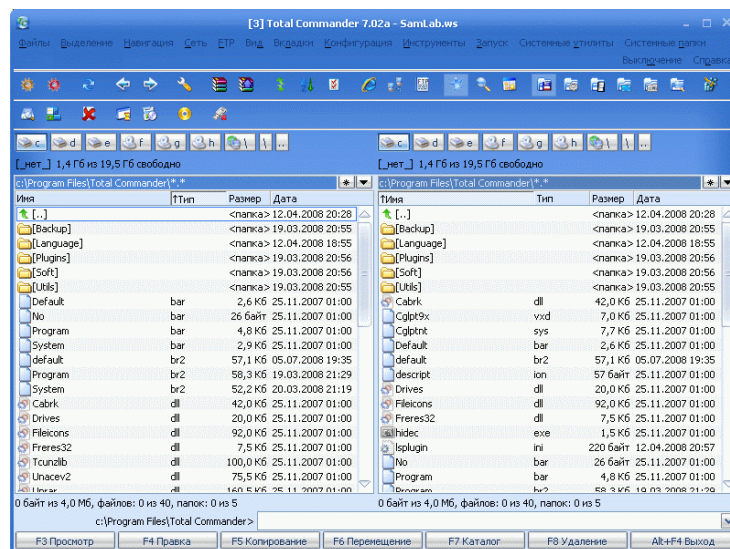 [3] Total Commander 7.02a - SamLab.ws
Файлы Выделение Навигация Сеть FTP Вид Вкладки Конфигурация Инструменты Запуск Системные утилиты Системные папки
Выключение Справка
c d e f g h \ \ ..
c d e f g h \ \ ..
[_нет_] 1,4 Гб из 19,5 Гб свободно
[_нет_] 1,4 Гб из 19,5 Гб свободно
c:\Program Files\Total Commander\*.*
c:\Program Files\Total Commander\*.*
Имя ↑Тип Размер Дата
[..] <папка> 12.04.2008 20:28
[Backup] <папка> 19.03.2008 20:55
[Language] <папка> 12.04.2008 18:55
[Plugins] <папка> 19.03.2008 20:56
[Soft] <папка> 19.03.2008 20:56
[Utils] <папка> 19.03.2008 20:55
Default bar 2,6 Кб 25.11.2007 01:00
No bar 26 байт 25.11.2007 01:00
Program bar 4,8 Кб 25.11.2007 01:00
System bar 2,9 Кб 25.11.2007 01:00
default br2 57,1 Кб 05.07.2008 19:35
Program br2 58,3 Кб 19.03.2008 21:29
System br2 52,2 Кб 20.03.2008 21:19
Cabrk dll 42,0 Кб 25.11.2007 01:00
Drives dll 20,0 Кб 25.11.2007 01:00
Fileicons dll 92,0 Кб 25.11.2007 01:00
Freres32 dll 7,5 Кб 25.11.2007 01:00
Tcunzlib dll 100,0 Кб 25.11.2007 01:00
Unacev2 dll 75,5 Кб 25.11.2007 01:00
Unrar dll 160,5 Кб 25.11.2007 01:00
↑Имя Тип Размер Дата
[..] <папка> 12.04.2008 20:28
[Backup] <папка> 19.03.2008 20:55
[Language] <папка> 12.04.2008 18:55
[Plugins] <папка> 19.03.2008 20:56
[Soft] <папка> 19.03.2008 20:56
[Utils] <папка> 19.03.2008 20:55
Cabrk dll 42,0 Кб 25.11.2007 01:00
Cglpt9x vxd 7,0 Кб 25.11.2007 01:00
Cglptnt sys 7,7 Кб 25.11.2007 01:00
Default bar 2,6 Кб 25.11.2007 01:00
default br2 57,1 Кб 05.07.2008 19:35
descript ion 57 байт 25.11.2007 01:00
Drives dll 20,0 Кб 25.11.2007 01:00
Fileicons dll 92,0 Кб 25.11.2007 01:00
Freres32 dll 7,5 Кб 25.11.2007 01:00
hidec exe 1,5 Кб 25.11.2007 01:00
lsplugin ini 220 байт 12.04.2008 20:57
No bar 26 байт 25.11.2007 01:00
Program bar 4,8 Кб 25.11.2007 01:00
Program br2 58,3 Кб 19.03.2008 21:29
0 байт из 4,0 Мб, файлов: 0 из 40, папок: 0 из 5
0 байт из 4,0 Мб, файлов: 0 из 40, папок: 0 из 5
c:\Program Files\Total Commander>
F3 Просмотр F4 Правка F5 Копирование F6 Перемещение F7 Каталог F8 Удаление Alt+F4 Выход